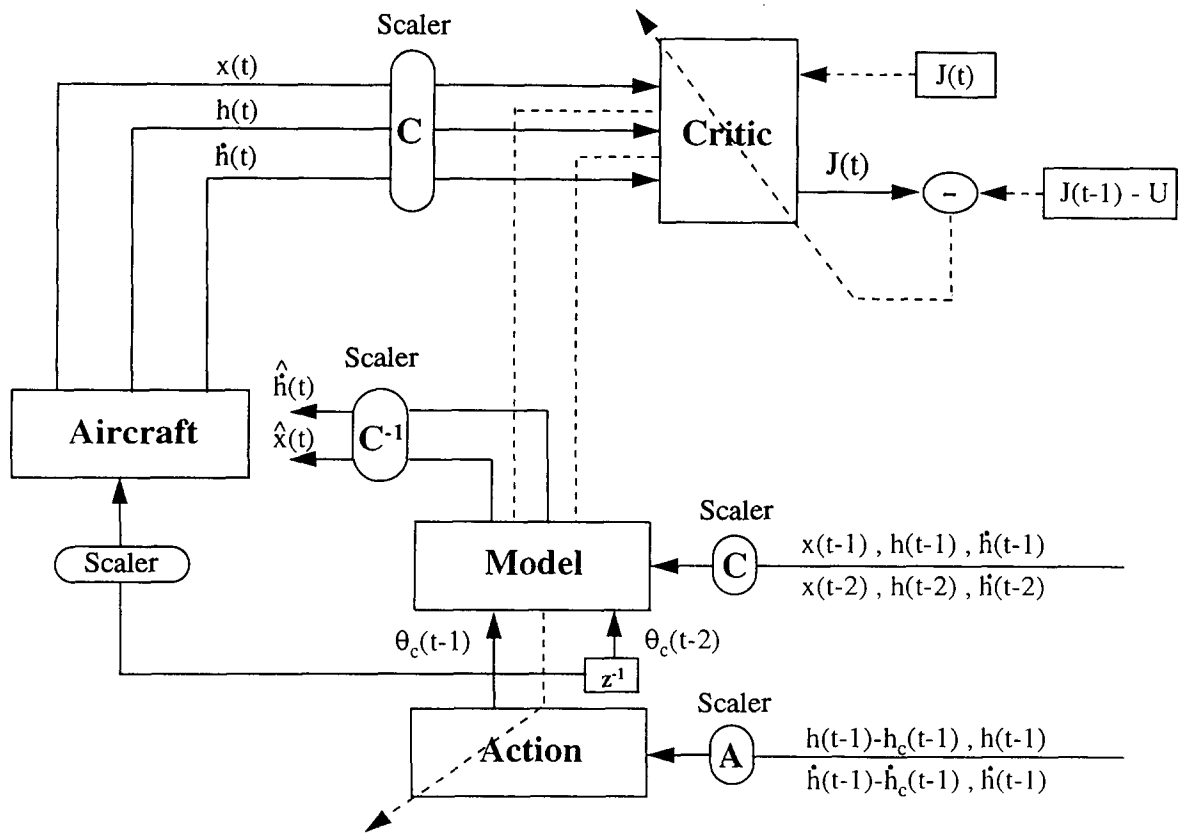 Scaler
x(t)
J(t)
h(t)
C
Critic
ḣ(t)
J(t)
-
J(t-1) - U
Scaler
ḣ̂(t)
Aircraft
x̂(t)
C⁻¹
Scaler
x(t-1) , h(t-1) , ḣ(t-1)
Scaler
Model
C
x(t-2) , h(t-2) , ḣ(t-2)
θc(t-1)
θc(t-2)
z⁻¹
Scaler
h(t-1)-hc(t-1) , h(t-1)
Action
A
ḣ(t-1)-ḣc(t-1) , ḣ(t-1)